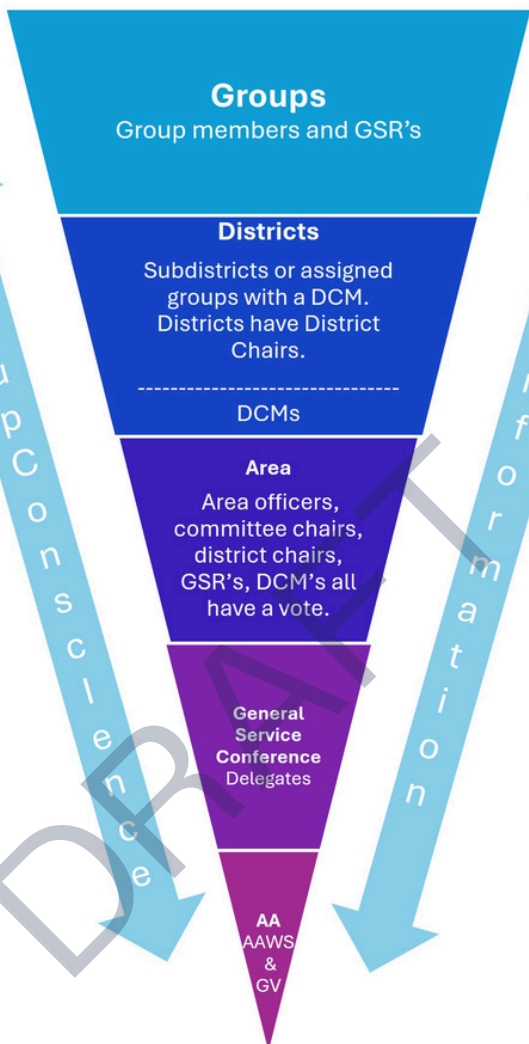 Groups
Group members and GSR's
Districts
Subdistricts or assigned
groups with a DCM.
Districts have District
Chairs.
--------------------------------
DCMs
Area
Area officers,
committee chairs,
district chairs,
GSR's, DCM's all
have a vote.
General
Service
Conference
Delegates
AA
AAWS
&
GV
upConscience
formation
DRAFT